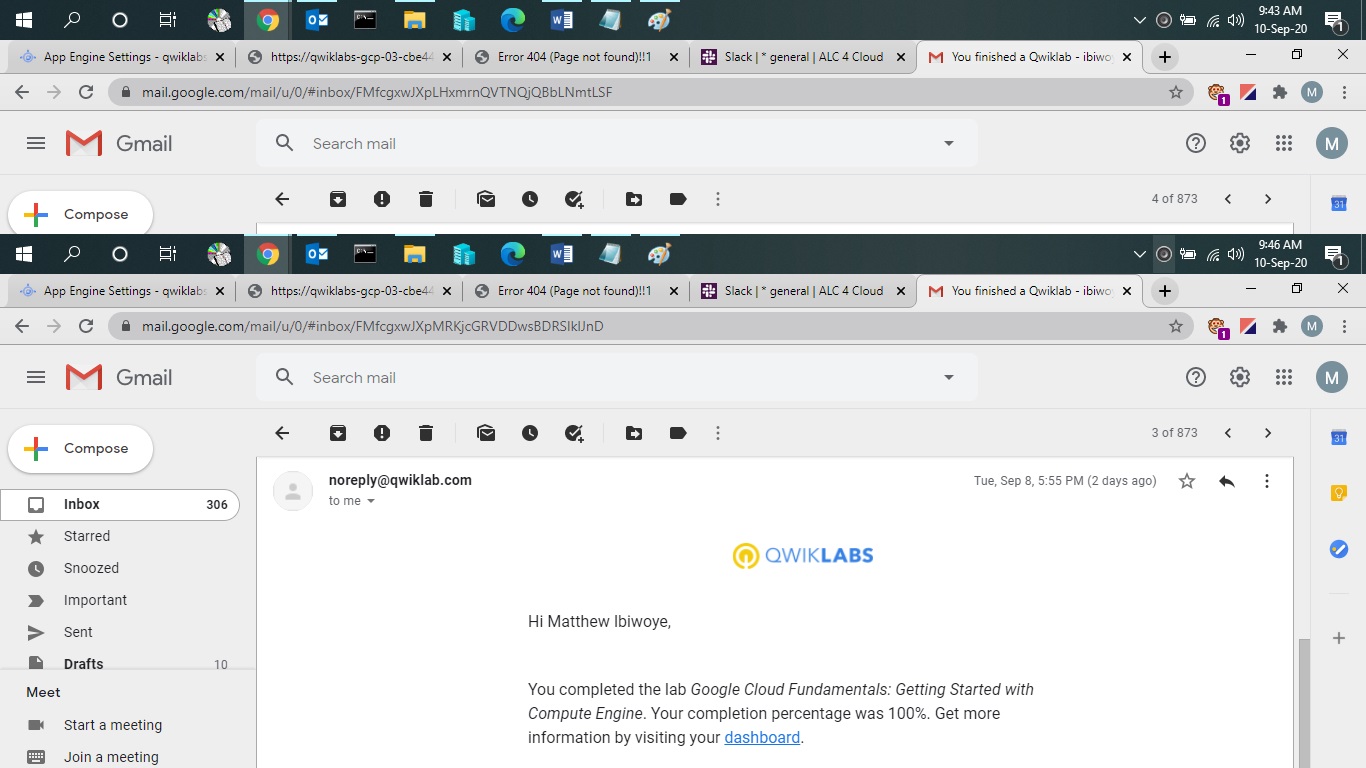 9:43 AM
10-Sep-20
1
App Engine Settings - qwiklabs
https://qwiklabs-gcp-03-cbe44
Error 404 (Page not found)!!1
Slack | * general | ALC 4 Cloud
You finished a Qwiklab - ibiwoy
mail.google.com/mail/u/0/#inbox/FMfcgxwJXpLHxmrnQVTNQjQBbLNmtLSF
1
M
Gmail
Search mail
M
Compose
4 of 873
31
9:46 AM
10-Sep-20
1
App Engine Settings - qwiklabs
https://qwiklabs-gcp-03-cbe44
Error 404 (Page not found)!!1
Slack | * general | ALC 4 Cloud
You finished a Qwiklab - ibiwoy
mail.google.com/mail/u/0/#inbox/FMfcgxwJXpMRKjcGRVDDwsBDRSlklJnD
1
M
Gmail
Search mail
M
Compose
3 of 873
31
noreply@qwiklab.com
Tue, Sep 8, 5:55 PM (2 days ago)
to me
Inbox 306
Starred
Snoozed
Important
Sent
Drafts 10
Meet
Start a meeting
Join a meeting
QWIKLABS
Hi Matthew Ibiwoye,
You completed the lab Google Cloud Fundamentals: Getting Started with
Compute Engine. Your completion percentage was 100%. Get more
information by visiting your dashboard.